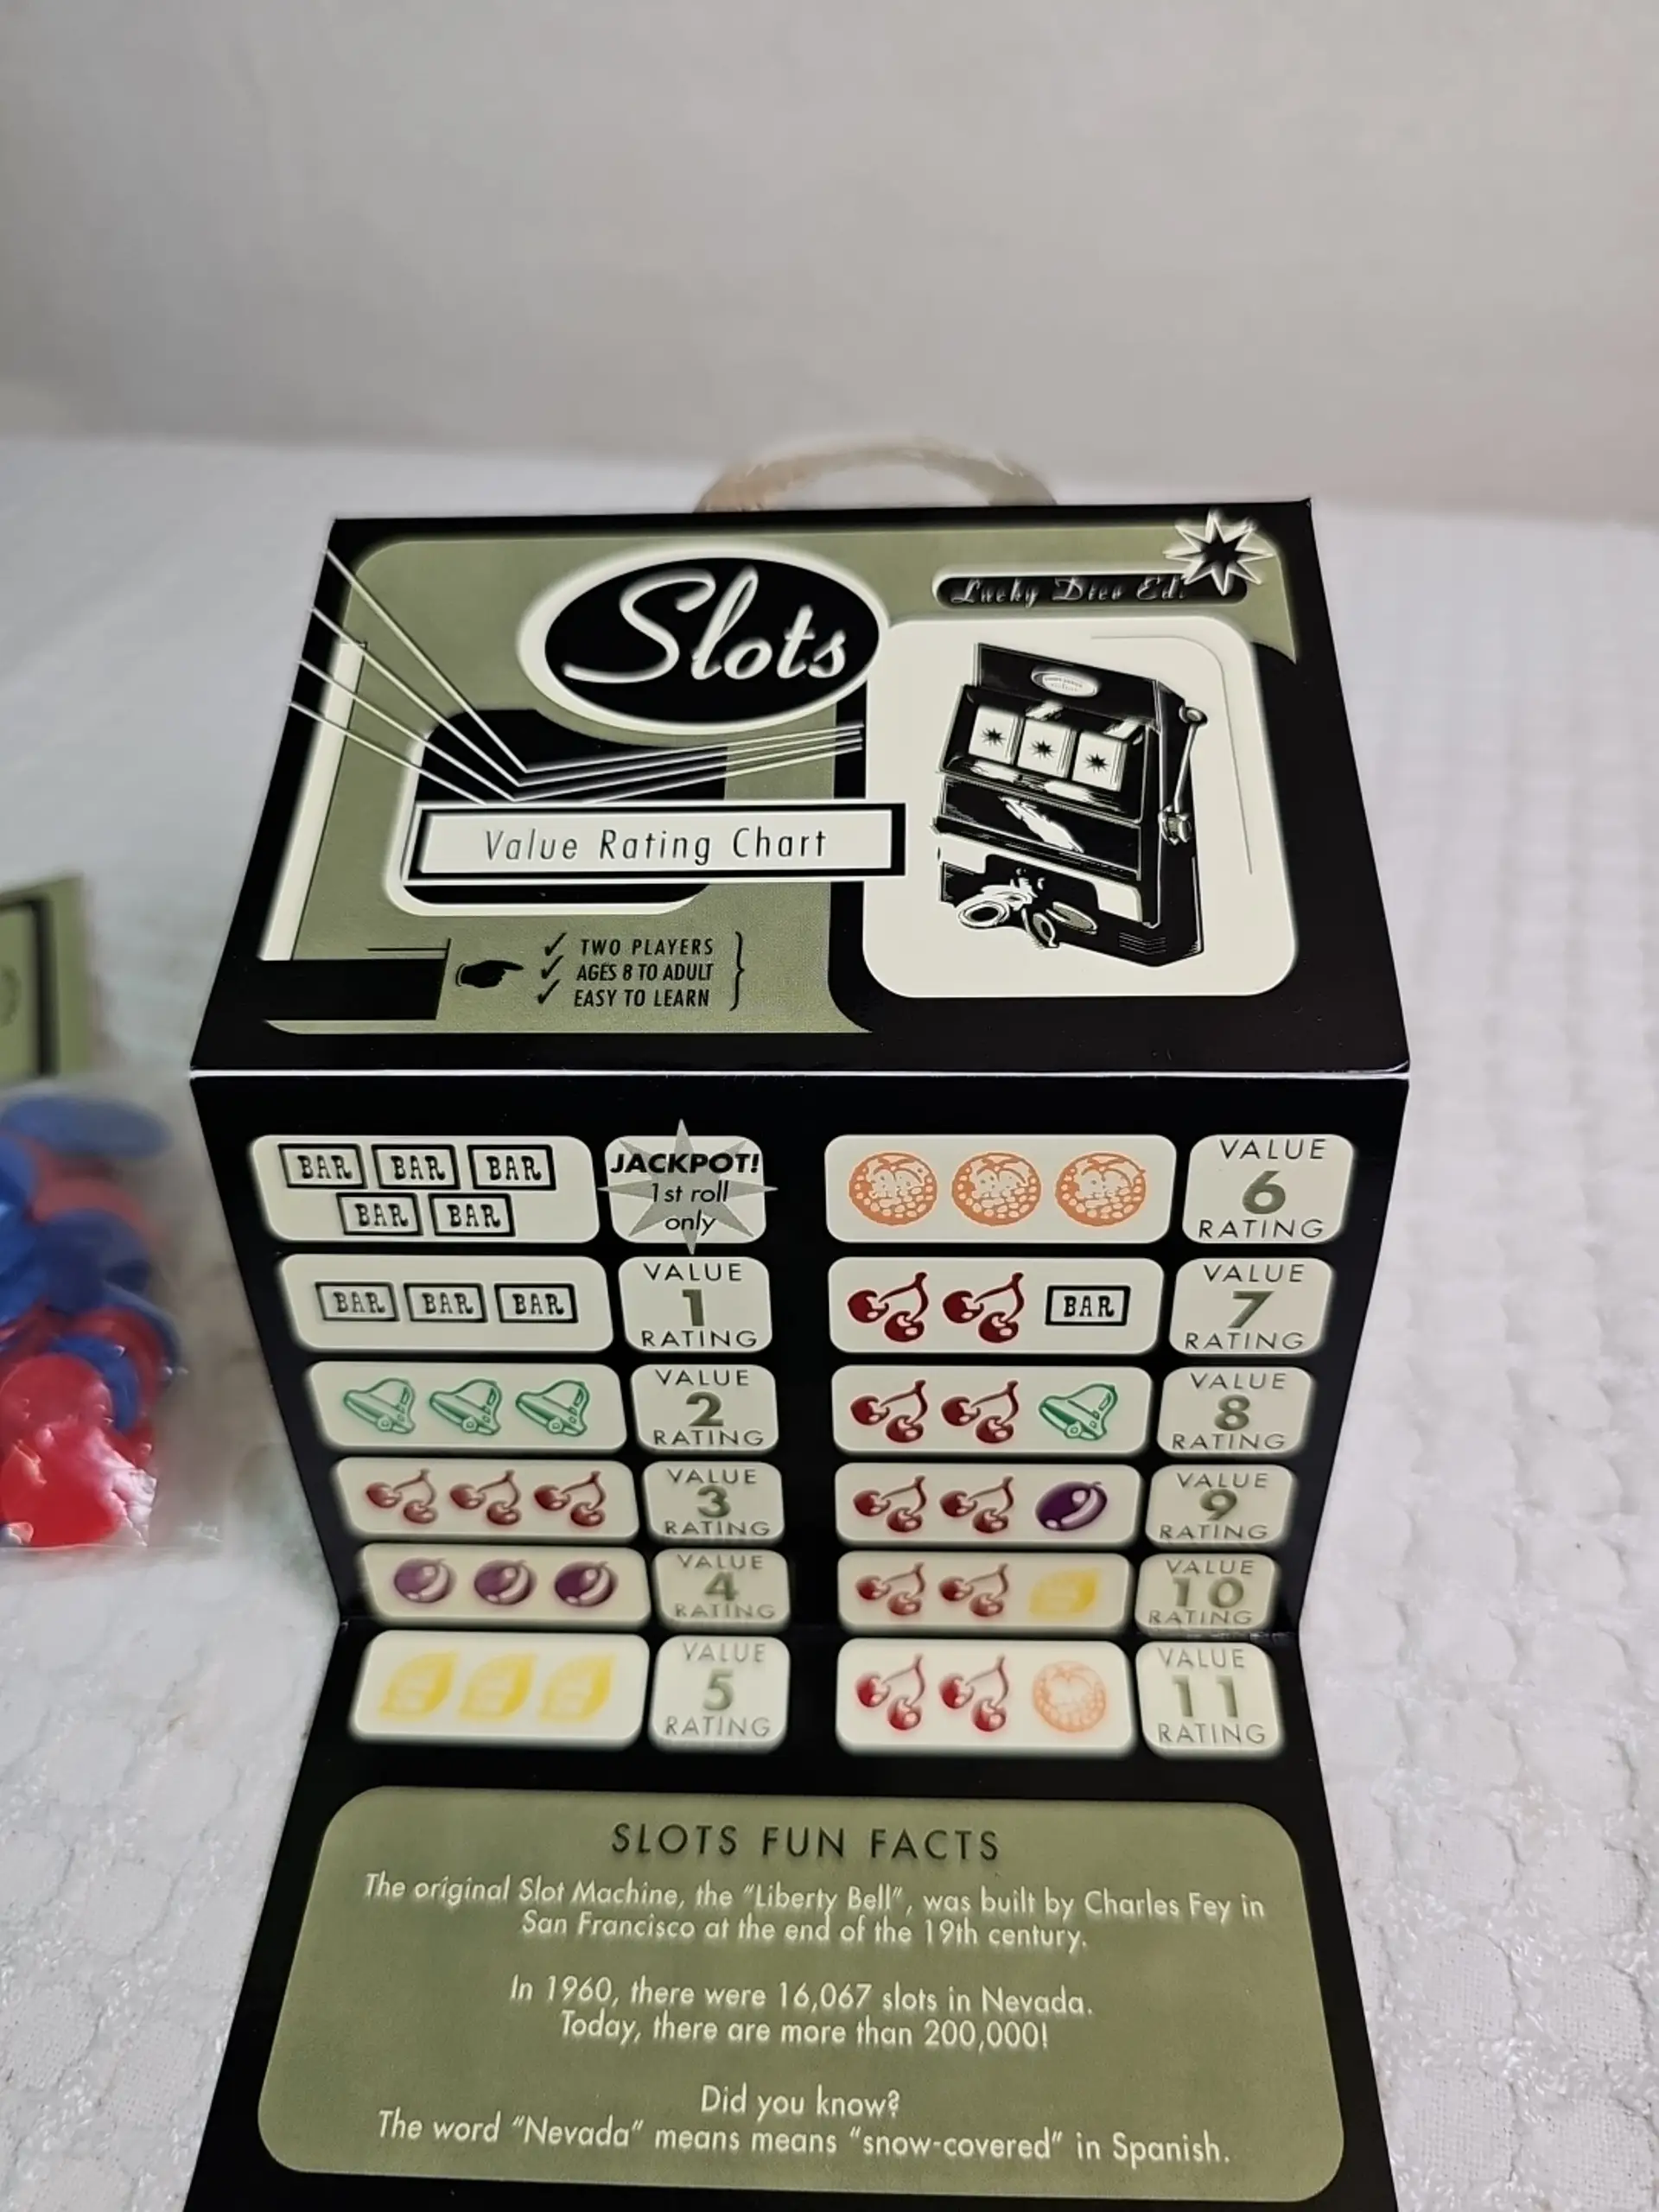 Slots
Lucky Dice Ed.
Value Rating Chart
✓ TWO PLAYERS
✓ AGES 8 TO ADULT
✓ EASY TO LEARN
BAR BAR BAR
BAR BAR
JACKPOT!
1st roll
only
BAR BAR BAR
VALUE
1
RATING
VALUE
2
RATING
VALUE
3
RATING
VALUE
4
RATING
VALUE
5
RATING
VALUE
6
RATING
BAR
VALUE
7
RATING
VALUE
8
RATING
VALUE
9
RATING
VALUE
10
RATING
VALUE
11
RATING
SLOTS FUN FACTS
The original Slot Machine, the "Liberty Bell", was built by Charles Fey in
San Francisco at the end of the 19th century.
In 1960, there were 16,067 slots in Nevada.
Today, there are more than 200,000!
Did you know?
The word "Nevada" means means "snow-covered" in Spanish.